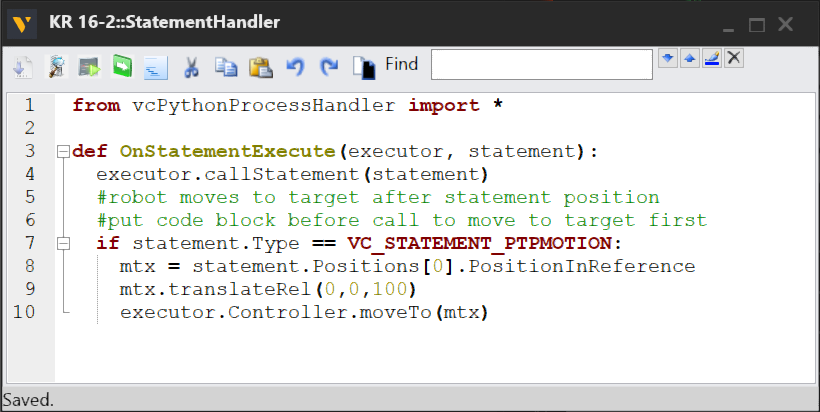 KR 16-2::StatementHandler
Find
1 from vcPythonProcessHandler import *
2
3 def OnStatementExecute(executor, statement):
4 executor.callStatement(statement)
5 #robot moves to target after statement position
6 #put code block before call to move to target first
7 if statement.Type == VC_STATEMENT_PTPMOTION:
8 mtx = statement.Positions[0].PositionInReference
9 mtx.translateRel(0,0,100)
10 executor.Controller.moveTo(mtx)
Saved.